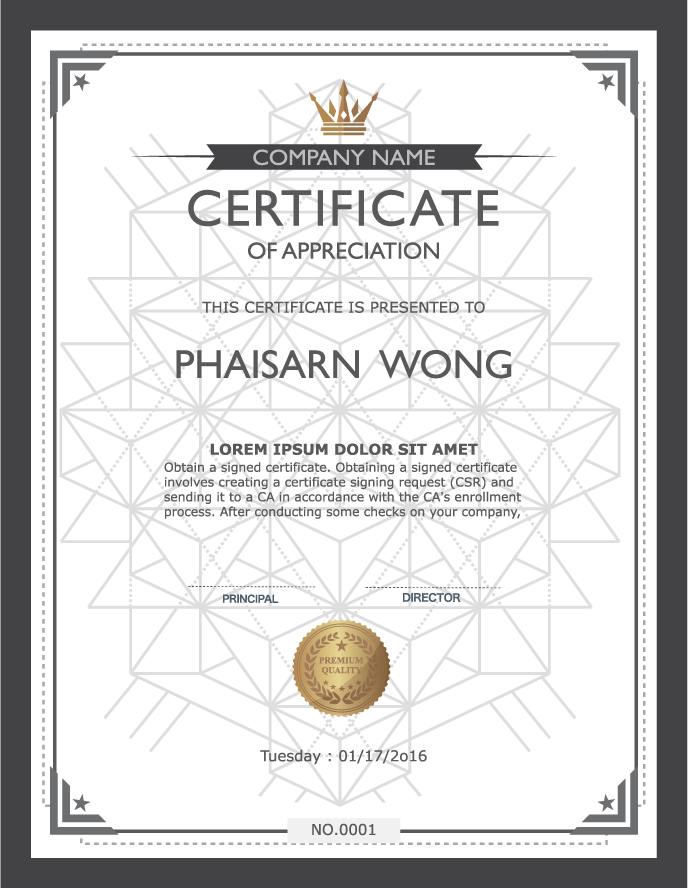 COMPANY NAME
CERTIFICATE
OF APPRECIATION
THIS CERTIFICATE IS PRESENTED TO
PHAISARN WONG
LOREM IPSUM DOLOR SIT AMET
Obtain a signed certificate. Obtaining a signed certificate
involves creating a certificate signing request (CSR) and
sending it to a CA in accordance with the CA's enrollment
process. After conducting some checks on your company,
PRINCIPAL DIRECTOR
PREMIUM
QUALITY
Tuesday : 01/17/2o16
NO.0001